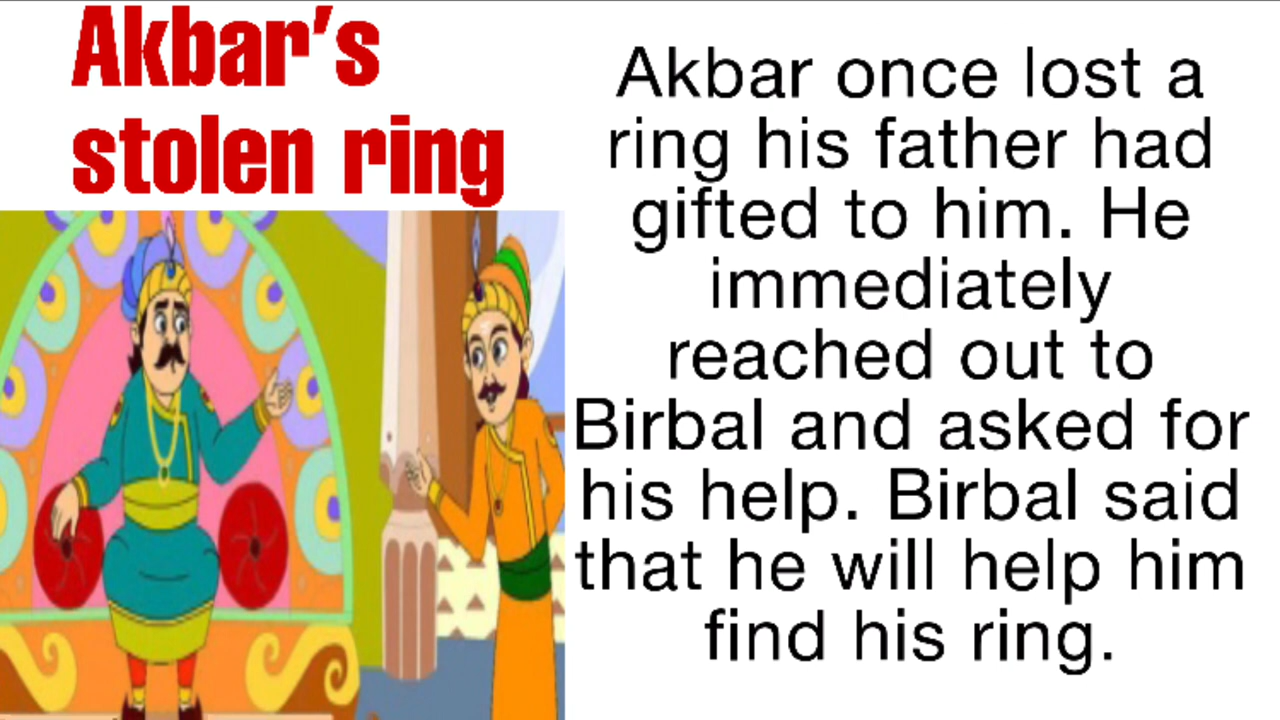 Akbar's
stolen ring
Akbar once lost a
ring his father had
gifted to him. He
immediately
reached out to
Birbal and asked for
his help. Birbal said
that he will help him
find his ring.